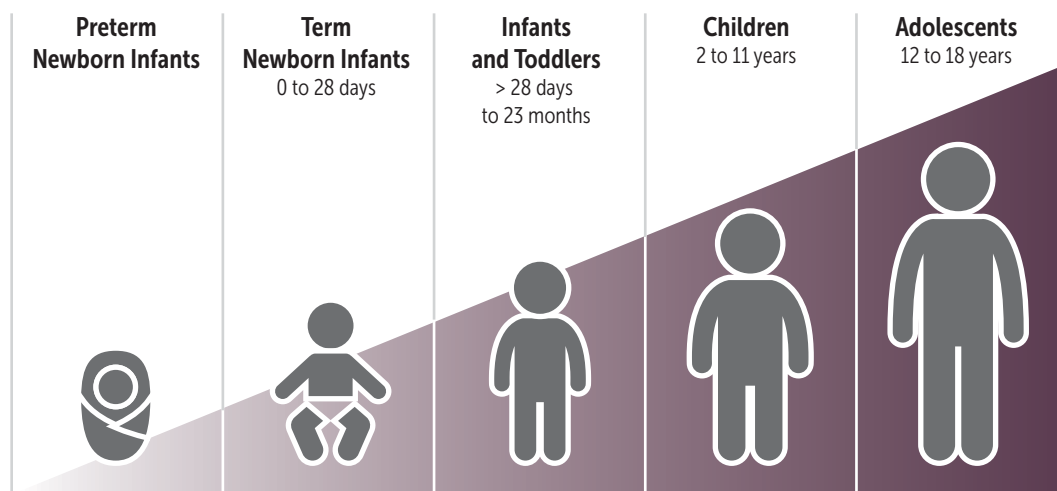 Preterm
Newborn Infants
Term
Newborn Infants
0 to 28 days
Infants
and Toddlers
> 28 days
to 23 months
Children
2 to 11 years
Adolescents
12 to 18 years